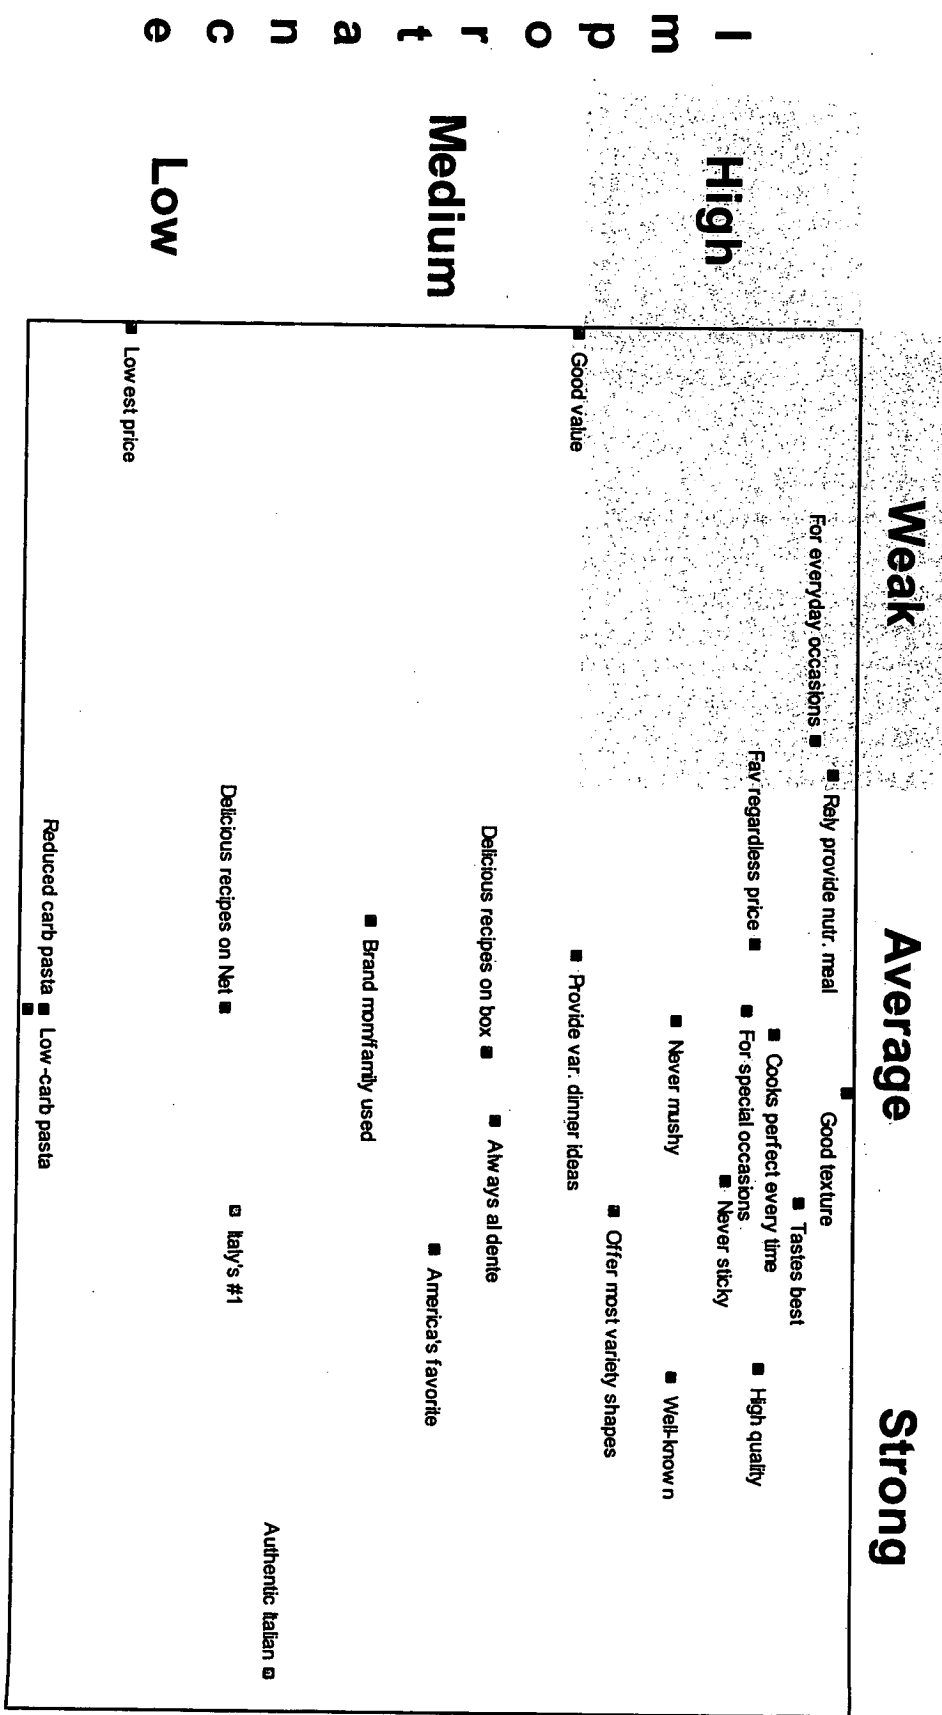 Weak
Average
Strong
Importance
High
Medium
Low
Good texture
Rely provide nutr. meal
For everyday occasions
Tastes best
Cooks perfect every time
High quality
Fav regardless price
For special occasions
Never sticky
Never mushy
Well-known
Offer most variety shapes
Good value
Provide var. dinner ideas
Always al dente
Delicious recipes on box
America's favorite
Brand mom/family used
Authentic Italian
Italy's #1
Delicious recipes on Net
Lowest price
Low-carb pasta
Reduced carb pasta